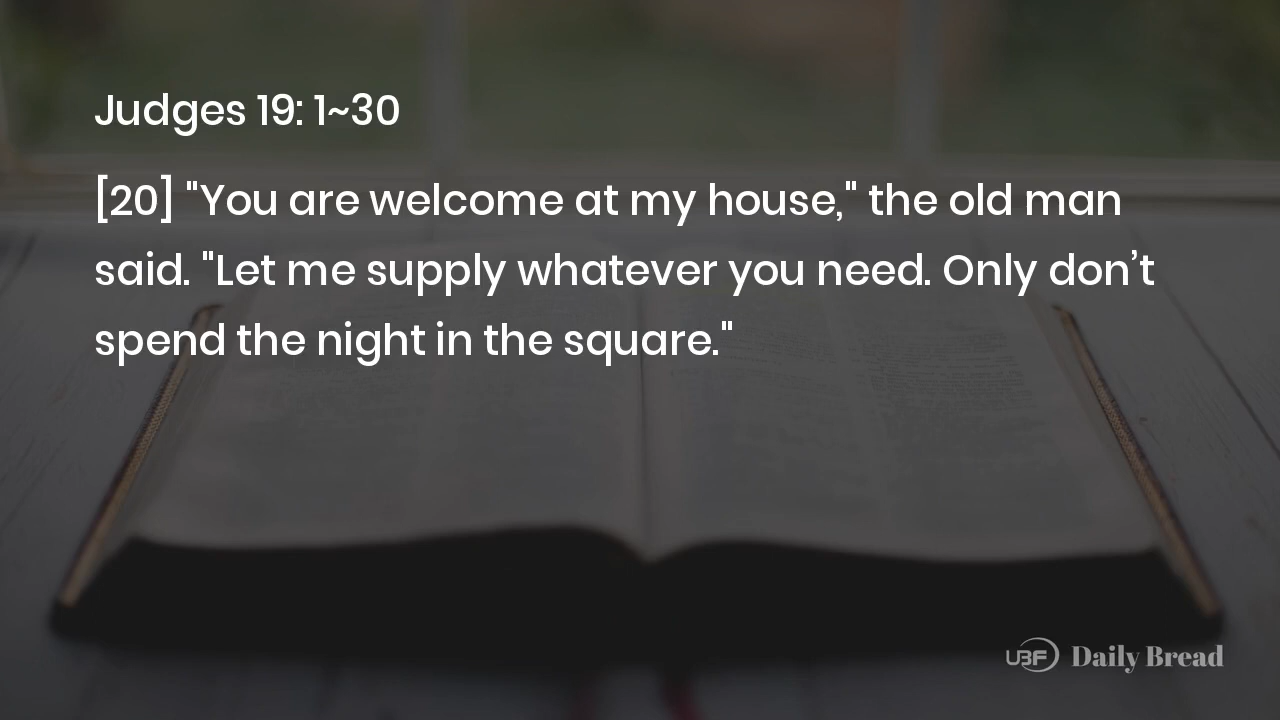 Judges 19: 1~30
[20] "You are welcome at my house," the old man
said. "Let me supply whatever you need. Only don’t
spend the night in the square."
UBF Daily Bread